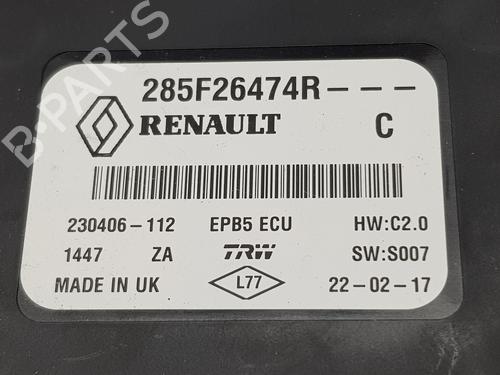 285F26474R---
RENAULT C
230406-112 EPB5 ECU HW:C2.0
1447 ZA TRW SW:S007
MADE IN UK L77 22-02-17
B-PARTS